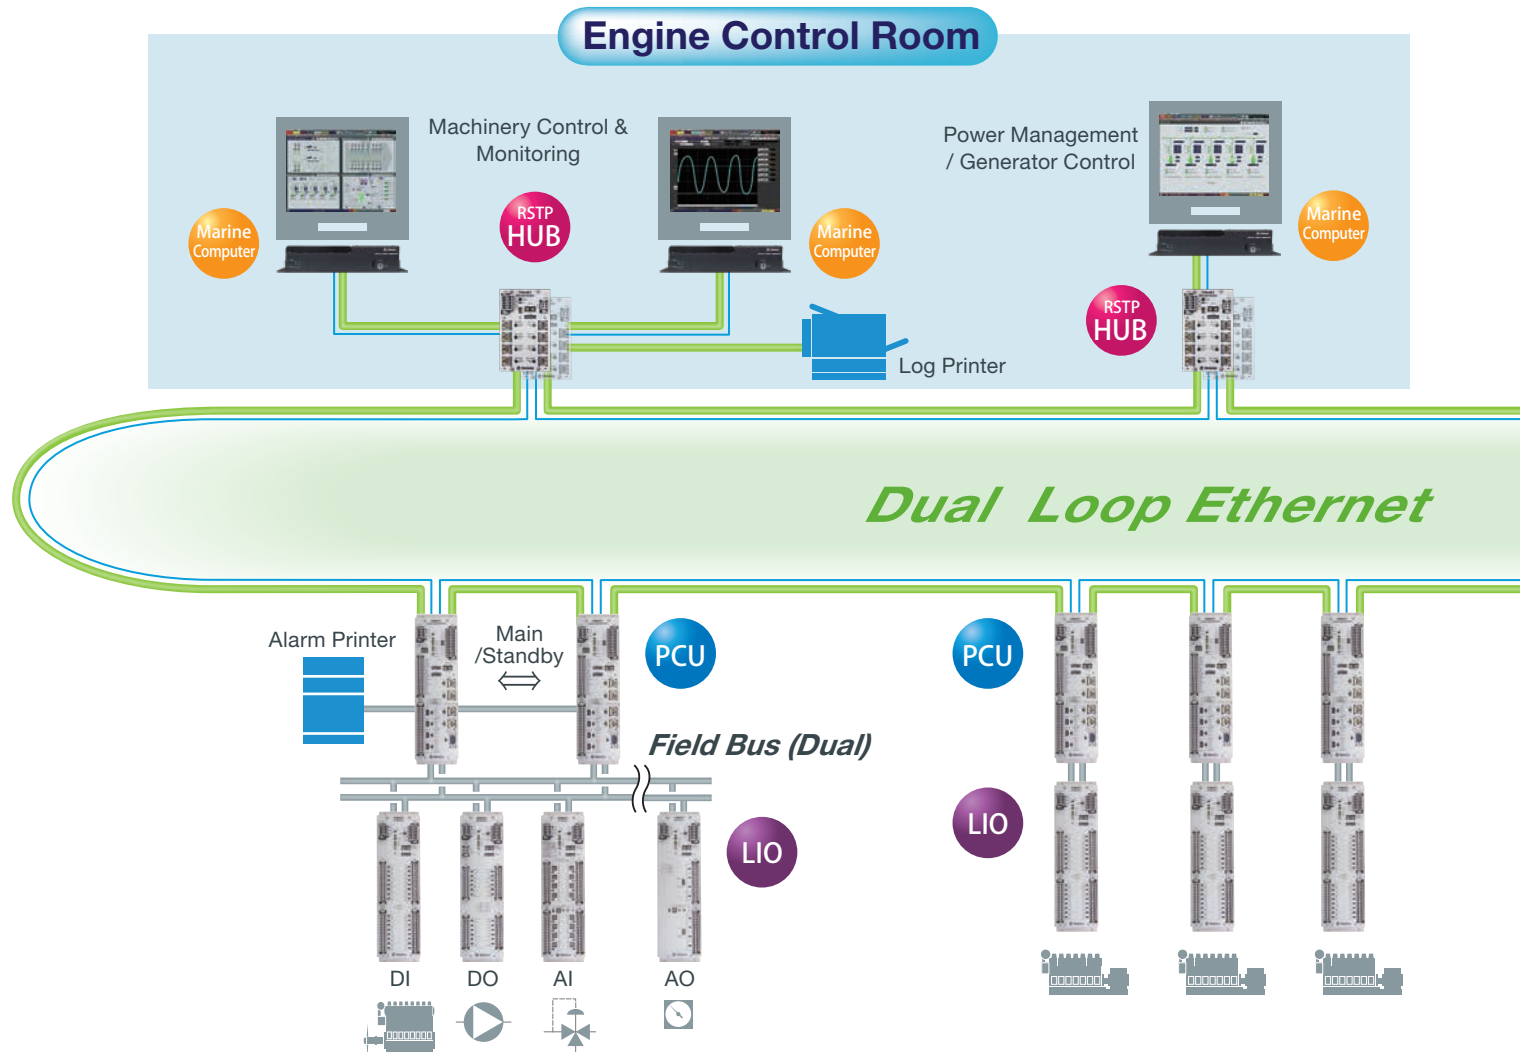 Engine Control Room
Machinery Control &
Monitoring
Power Management
/ Generator Control
RSTP
HUB
Marine
Computer
Marine
Computer
Marine
Computer
RSTP
HUB
Log Printer
Dual Loop Ethernet
Alarm Printer
Main
/Standby
PCU
PCU
Field Bus (Dual)
LIO
LIO
DI
DO
AI
AO